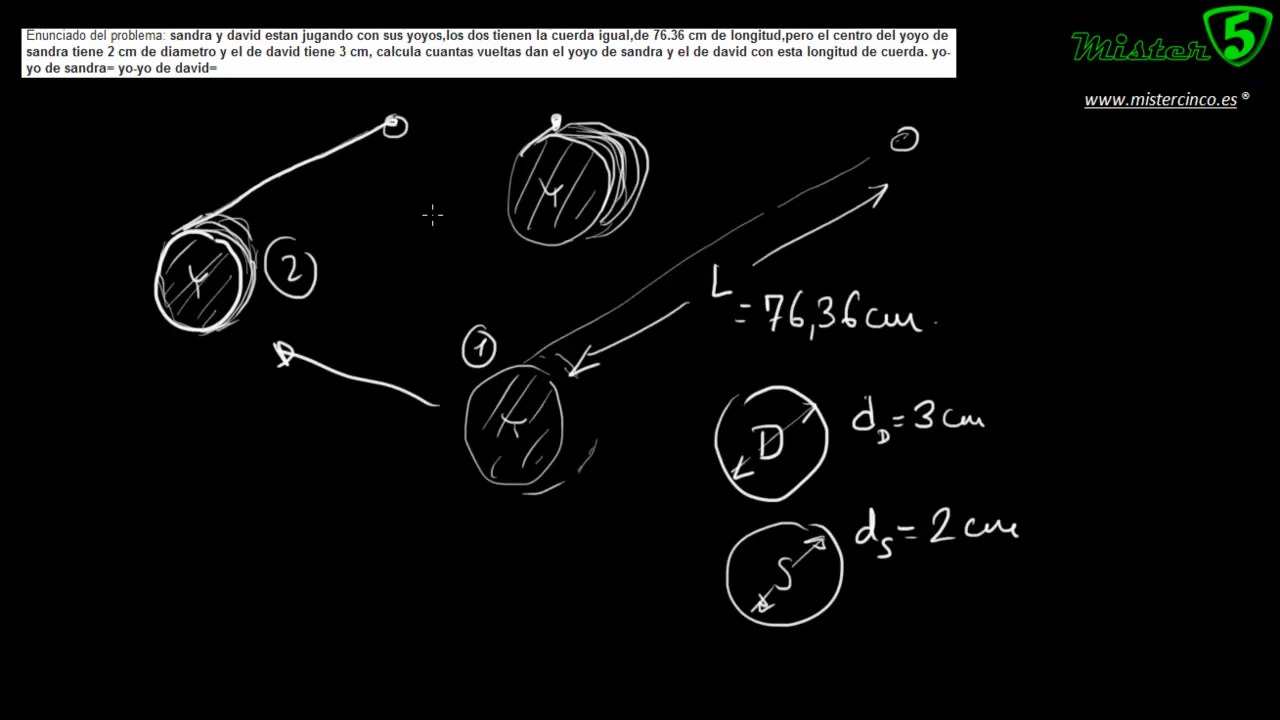 Enunciado del problema: sandra y david estan jugando con sus yoyos,los dos tienen la cuerda igual,de 76.36 cm de longitud,pero el centro del yoyo de
sandra tiene 2 cm de diametro y el de david tiene 3 cm, calcula cuantas vueltas dan el yoyo de sandra y el de david con esta longitud de cuerda. yo-
yo de sandra= yo-yo de david=
Mister 5
www.mistercinco.es ®
Y
Y
2
L
= 76,36 cm
1
Y
D
d_D = 3 cm
S
d_S = 2 cm